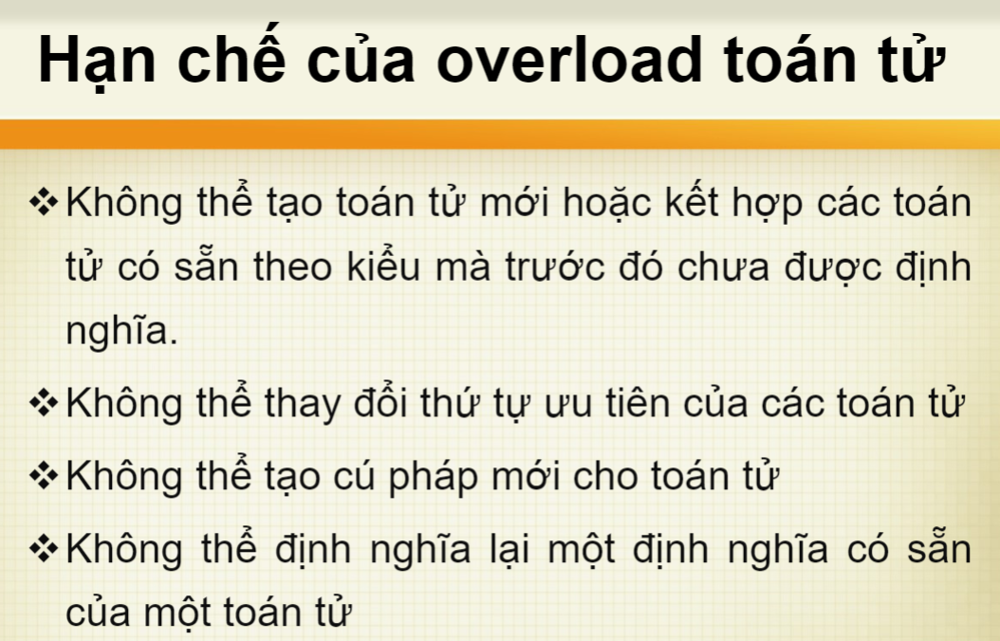 Hạn chế của overload toán tử
❖Không thể tạo toán tử mới hoặc kết hợp các toán
tử có sẵn theo kiểu mà trước đó chưa được định
nghĩa.
❖Không thể thay đổi thứ tự ưu tiên của các toán tử
❖Không thể tạo cú pháp mới cho toán tử
❖Không thể định nghĩa lại một định nghĩa có sẵn
của một toán tử